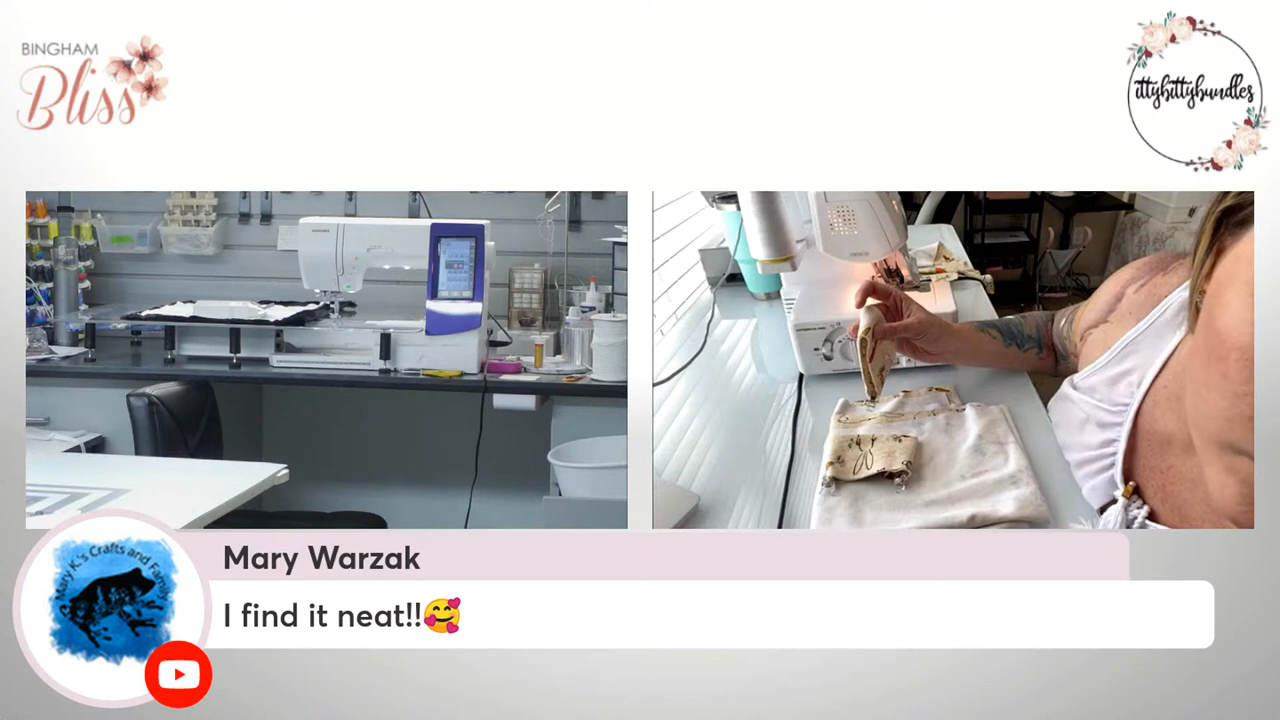 BINGHAM
Bliss
ittybittybundles
Mary K.'s Crafts and Family
Mary Warzak
I find it neat!!🥰